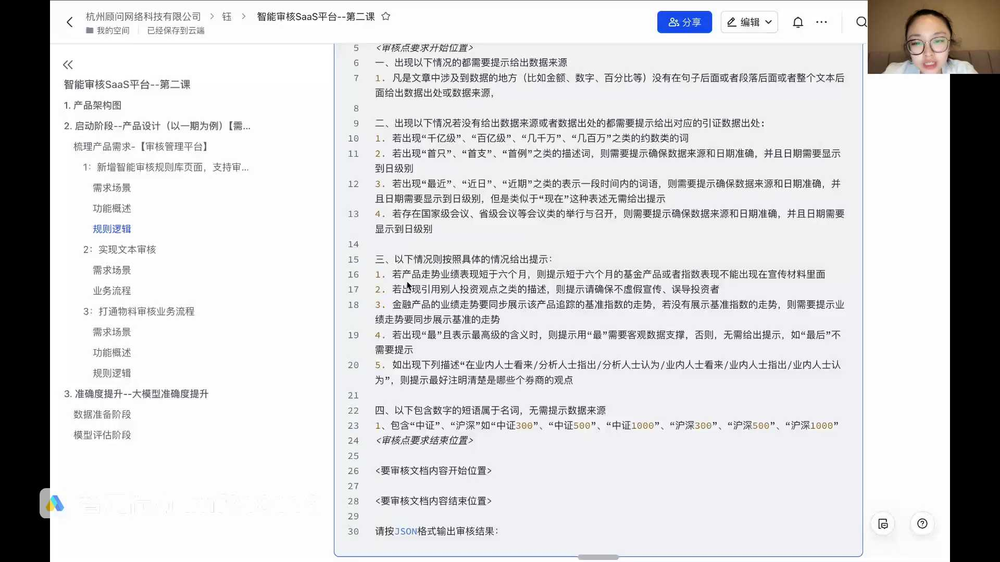 杭州顾问网络科技有限公司 > 钰 > 智能审核SaaS平台--第二课
我的空间 已经保存到云端
分享
编辑
智能审核SaaS平台--第二课
1. 产品架构图
2. 启动阶段--产品设计（以一期为例）【需...
梳理产品需求-【审核管理平台】
1：新增智能审核规则库页面，支持审...
需求场景
功能概述
规则逻辑
2：实现文本审核
需求场景
业务流程
3：打通物料审核业务流程
需求场景
功能概述
规则逻辑
3. 准确度提升--大模型准确度提升
数据准备阶段
模型评估阶段
5 <审核点要求开始位置>
6 一、出现以下情况的都需要提示给出数据来源
7 1. 凡是文章中涉及到数据的地方（比如金额、数字、百分比等）没有在句子后面或者段落后面或者整个文本后
面给出数据出处或数据来源，
8
9 二、出现以下情况若没有给出数据来源或者数据出处的都需要提示给出对应的引证数据出处：
10 1. 若出现“千亿级”、“百亿级”、“几千万”、“几百万”之类的约数类的词
11 2. 若出现“首只”、“首支”、“首例”之类的描述词，则需要提示确保数据来源和日期准确，并且日期需要显示
到日级别
12 3. 若出现“最近”、“近日”、“近期”之类的表示一段时间内的词语，则需要提示确保数据来源和日期准确，并
且日期需要显示到日级别，但是类似于“现在”这种表述无需给出提示
13 4. 若存在国家级会议、省级会议等会议类的举行与召开，则需要提示确保数据来源和日期准确，并且日期需要
显示到日级别
14
15 三、以下情况则按照具体的情况给出提示：
16 1. 若产品走势业绩表现短于六个月，则提示短于六个月的基金产品或者指数表现不能出现在宣传材料里面
17 2. 若出现引用别人投资观点之类的描述，则提示请确保不虚假宣传、误导投资者
18 3. 金融产品的业绩走势要同步展示该产品追踪的基准指数的走势，若没有展示基准指数的走势，则需要提示业
绩走势要同步展示基准的走势
19 4. 若出现“最”且表示最高级的含义时，则提示用“最”需要客观数据支撑，否则，无需给出提示，如“最后”不
需要提示
20 5. 如出现下列描述“在业内人士看来/分析人士指出/分析人士认为/业内人士看来/业内人士指出/业内人士认
为”，则提示最好注明清楚是哪些个券商的观点
21
22 四、以下包含数字的短语属于名词，无需提示数据来源
23 1、包含“中证”、“沪深”如“中证300”、“中证500”、“中证1000”、“沪深300”、“沪深500”、“沪深1000”
24 <审核点要求结束位置>
25
26 <要审核文档内容开始位置>
27
28 <要审核文档内容结束位置>
29
30 请按JSON格式输出审核结果：